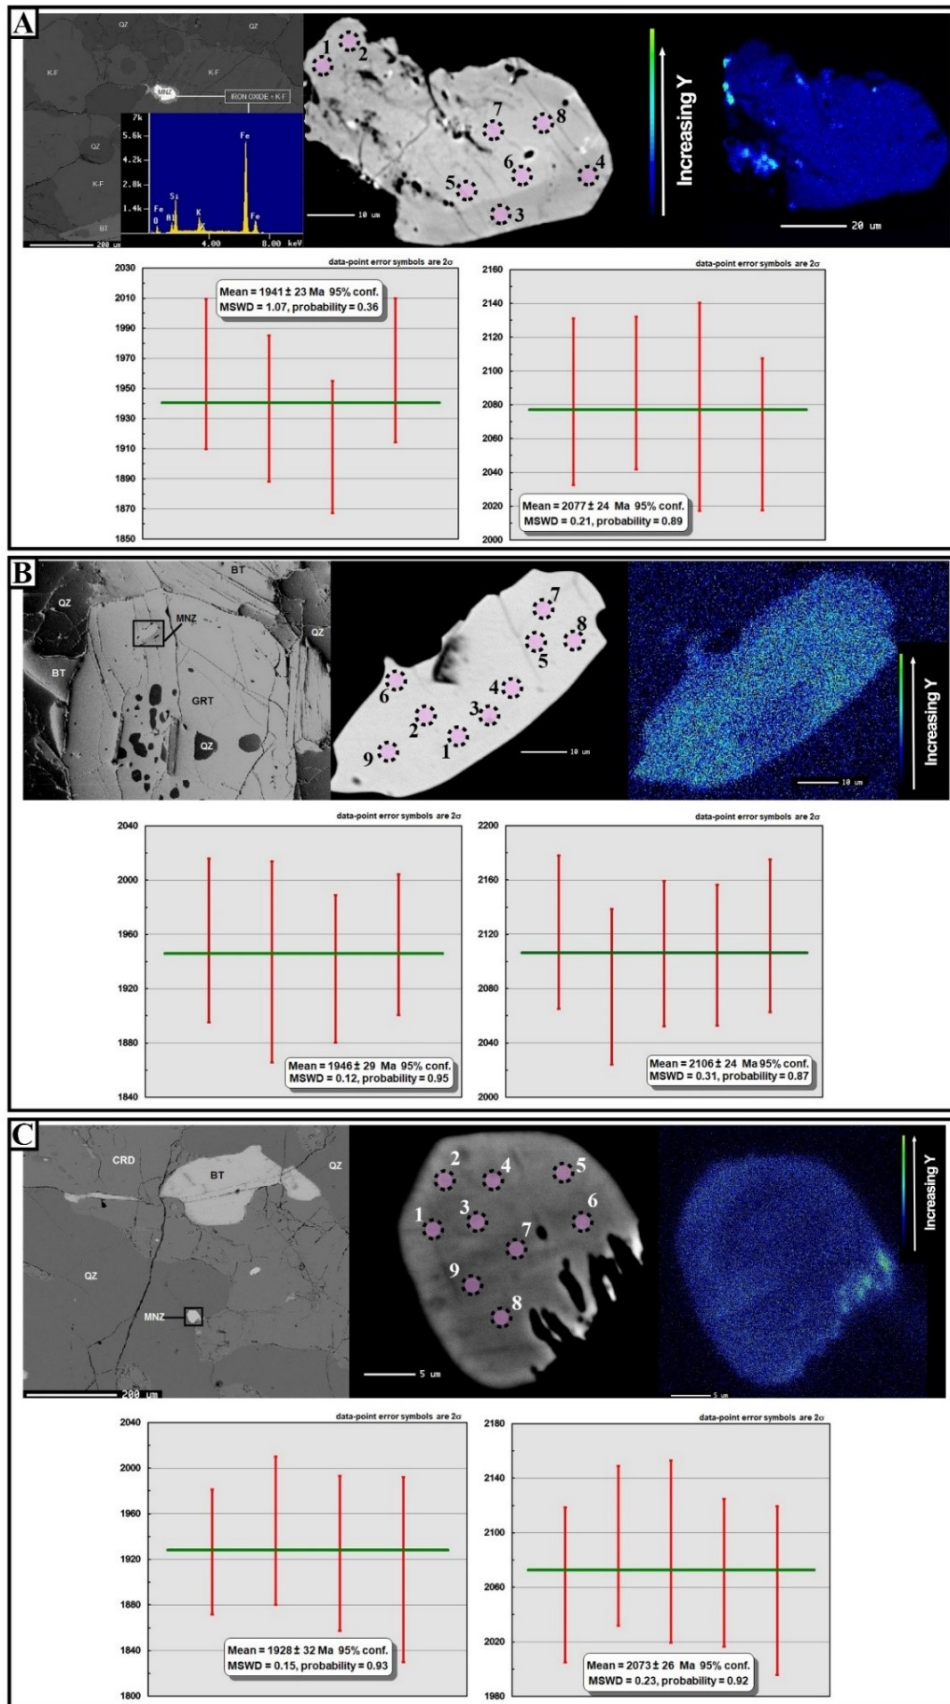 A
QZ
QZ
K-F
K-F
MNZ
IRON OXIDE + K-F
QZ
K-F
BT
200 um
7k
5.6k
4.2k
2.8k
1.4k
Fe
Fe
O
Al
Si
K
K
Fe
4.00
8.00 keV
1
2
7
8
6
4
5
3
10 um
Increasing Y
20 um
data-point error symbols are 2σ
2030
2010
1990
1970
1950
1930
1910
1890
1870
1850
Mean = 1941 ± 23 Ma 95% conf.
MSWD = 1.07, probability = 0.36
data-point error symbols are 2σ
2160
2140
2120
2100
2080
2060
2040
2020
2000
Mean = 2077 ± 24 Ma 95% conf.
MSWD = 0.21, probability = 0.89
B
BT
QZ
MNZ
QZ
BT
GRT
QZ
7
8
5
6
4
3
2
1
9
10 um
Increasing Y
10 um
data-point error symbols are 2σ
2040
2000
1960
1920
1880
1840
Mean = 1946 ± 29 Ma 95% conf.
MSWD = 0.12, probability = 0.95
data-point error symbols are 2σ
2200
2160
2120
2080
2040
2000
Mean = 2106 ± 24 Ma 95% conf.
MSWD = 0.31, probability = 0.87
C
CRD
BT
QZ
QZ
MNZ
200 um
2
4
5
1
3
6
7
9
8
5 um
Increasing Y
5 um
data-point error symbols are 2σ
2040
2000
1960
1920
1880
1840
1800
Mean = 1928 ± 32 Ma 95% conf.
MSWD = 0.15, probability = 0.93
data-point error symbols are 2σ
2180
2140
2100
2060
2020
1980
Mean = 2073 ± 26 Ma 95% conf.
MSWD = 0.23, probability = 0.92